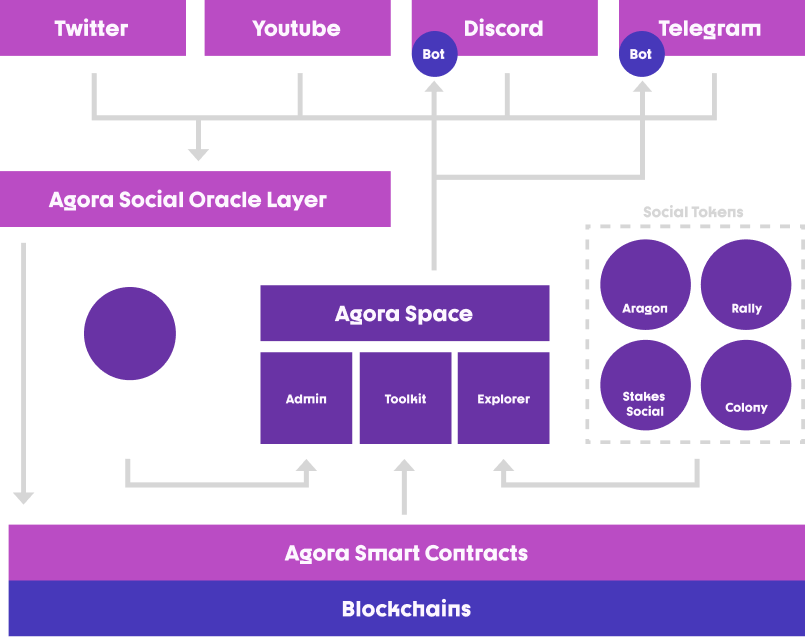 Twitter
Youtube
Discord
Telegram
Bot
Bot
Agora Social Oracle Layer
Social Tokens
Aragon
Rally
Stakes
Social
Colony
Agora Space
Admin
Toolkit
Explorer
Agora Smart Contracts
Blockchains